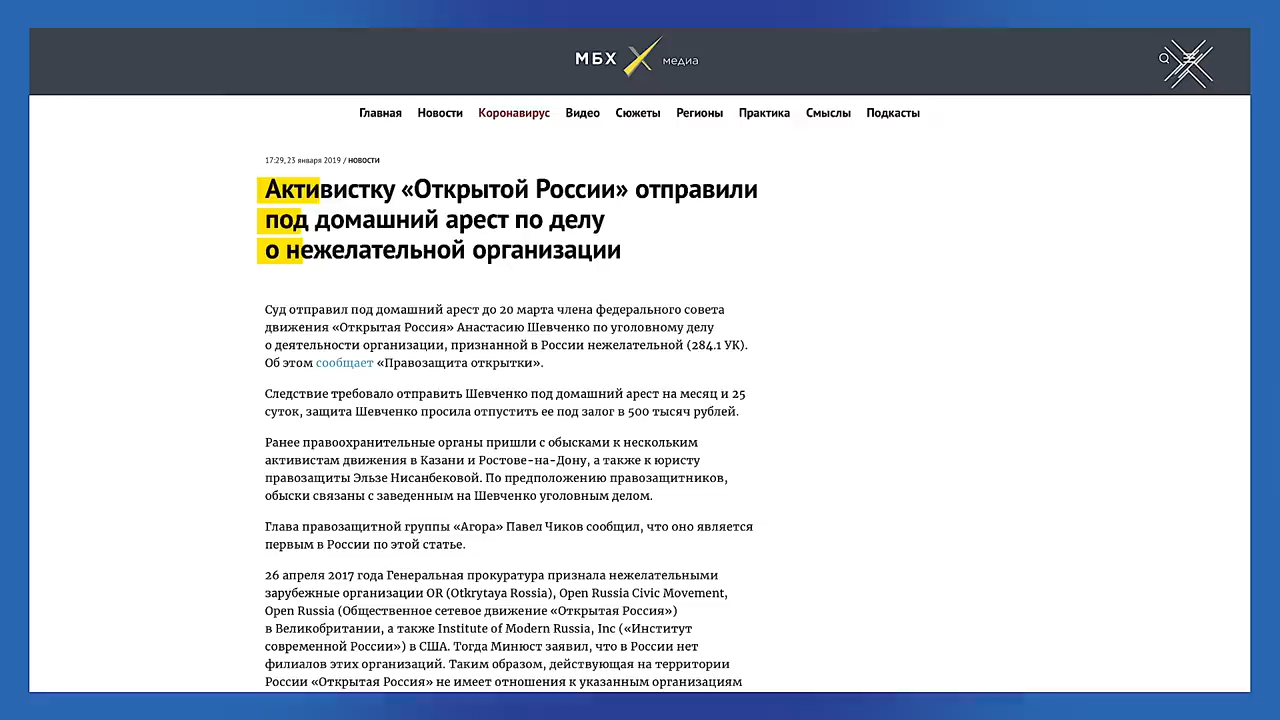 МБХ медиа
Главная Новости Коронавирус Видео Сюжеты Регионы Практика Смыслы Подкасты
17:29, 23 января 2019 / НОВОСТИ
Активистку «Открытой России» отправили
под домашний арест по делу
о нежелательной организации
Суд отправил под домашний арест до 20 марта члена федерального совета
движения «Открытая Россия» Анастасию Шевченко по уголовному делу
о деятельности организации, признанной в России нежелательной (284.1 УК).
Об этом сообщает «Правозащита открытки».
Следствие требовало отправить Шевченко под домашний арест на месяц и 25
суток, защита Шевченко просила отпустить ее под залог в 500 тысяч рублей.
Ранее правоохранительные органы пришли с обысками к нескольким
активистам движения в Казани и Ростове-на-Дону, а также к юристу
правозащиты Эльзе Нисанбековой. По предположению правозащитников,
обыски связаны с заведенным на Шевченко уголовным делом.
Глава правозащитной группы «Агора» Павел Чиков сообщил, что оно является
первым в России по этой статье.
26 апреля 2017 года Генеральная прокуратура признала нежелательными
зарубежные организации OR (Otkrytaya Rossia), Open Russia Civic Movement,
Open Russia (Общественное сетевое движение «Открытая Россия»)
в Великобритании, а также Institute of Modern Russia, Inc («Институт
современной России») в США. Тогда Минюст заявил, что в России нет
филиалов этих организаций. Таким образом, действующая на территории
России «Открытая Россия» не имеет отношения к указанным организациям